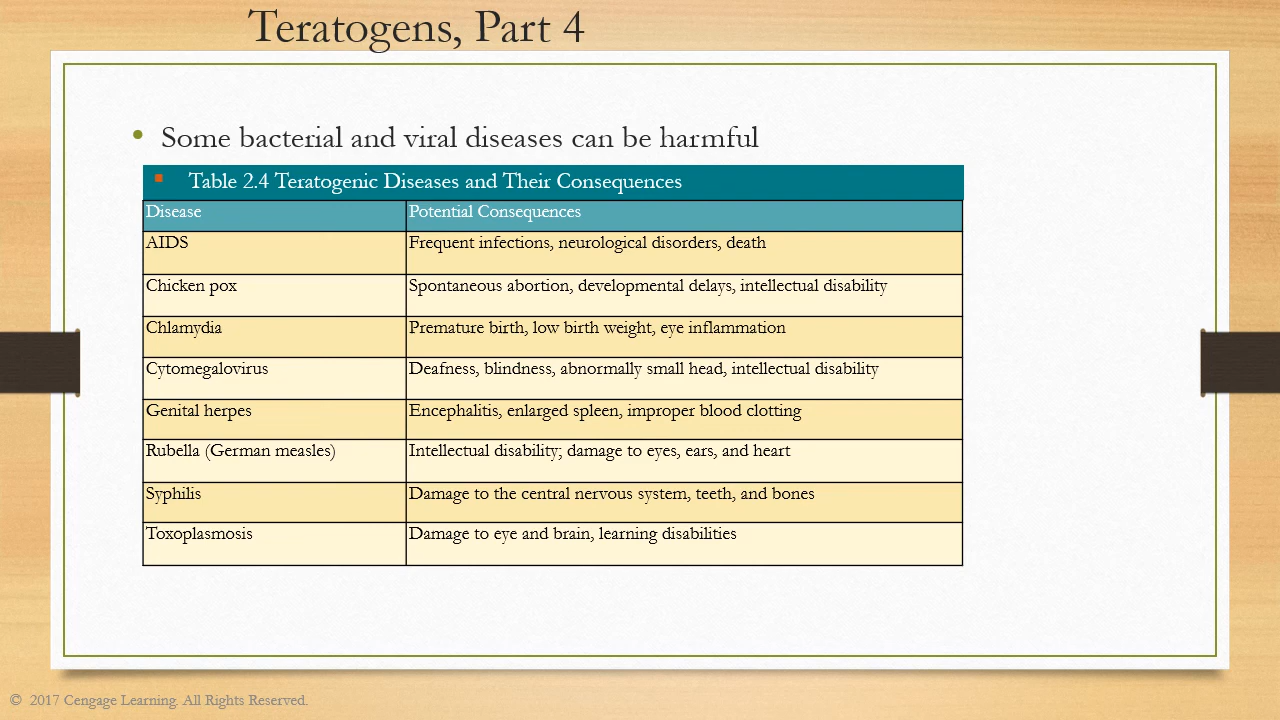 Teratogens, Part 4
• Some bacterial and viral diseases can be harmful
▪ Table 2.4 Teratogenic Diseases and Their Consequences
Disease Potential Consequences
AIDS Frequent infections, neurological disorders, death
Chicken pox Spontaneous abortion, developmental delays, intellectual disability
Chlamydia Premature birth, low birth weight, eye inflammation
Cytomegalovirus Deafness, blindness, abnormally small head, intellectual disability
Genital herpes Encephalitis, enlarged spleen, improper blood clotting
Rubella (German measles) Intellectual disability; damage to eyes, ears, and heart
Syphilis Damage to the central nervous system, teeth, and bones
Toxoplasmosis Damage to eye and brain, learning disabilities
© 2017 Cengage Learning. All Rights Reserved.